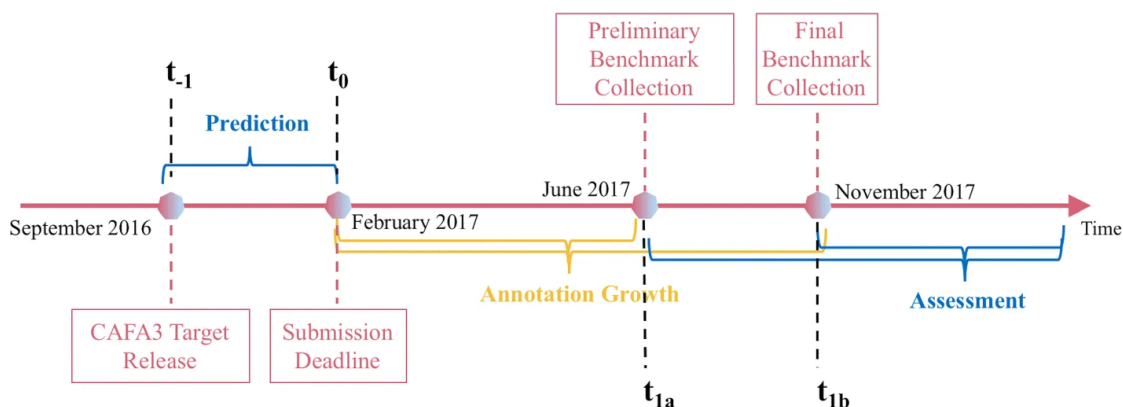 Preliminary
Benchmark
Collection
Final
Benchmark
Collection
t-1
t0
Prediction
June 2017
November 2017
September 2016
February 2017
Time
Annotation Growth
Assessment
CAFA3 Target
Release
Submission
Deadline
t1a
t1b